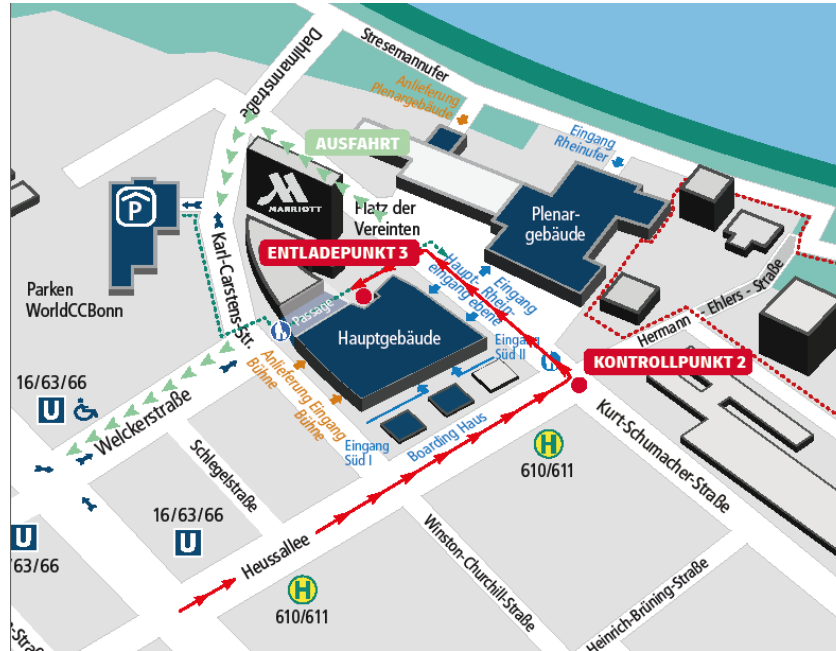 Dahlmannstraße
Stresemannufer
Anlieferung
Plenargebäude
AUSFAHRT
Eingang
Rheinufer
MARRIOTT
P
Platz der
Vereinten
Plenar-
gebäude
ENTLADEPUNKT 3
Karl-Carstens-Str.
Parken
WorldCCBonn
Passage
Haupt-
eingang
Rhein-
ebene
Eingang
Hermann - Ehlers - Straße
Hauptgebäude
Eingang
Süd II
KONTROLLPUNKT 2
Anlieferung
Bühne
Eingang
Bühne
16/63/66
U
Welckerstraße
Schlegelstraße
Eingang
Süd I
Boarding Haus
H
610/611
Kurt-Schumacher-Straße
16/63/66
U
U
63/66
Heussallee
H
610/611
Winston-Churchill-Straße
Heinrich-Brüning-Straße